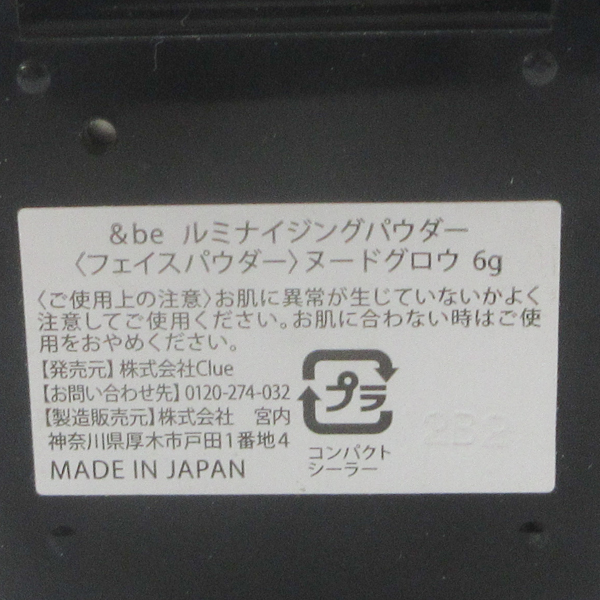 &be ルミナイジングパウダー
〈フェイスパウダー〉ヌードグロウ 6g
〈ご使用上の注意〉お肌に異常が生じていないかよく
注意してご使用ください。お肌に合わない時はご使
用をおやめください。
【発売元】株式会社Clue
【お問い合わせ先】0120-274-032
【製造販売元】株式会社 宮内
神奈川県厚木市戸田1番地4
MADE IN JAPAN
プラ
コンパクト
シーラー